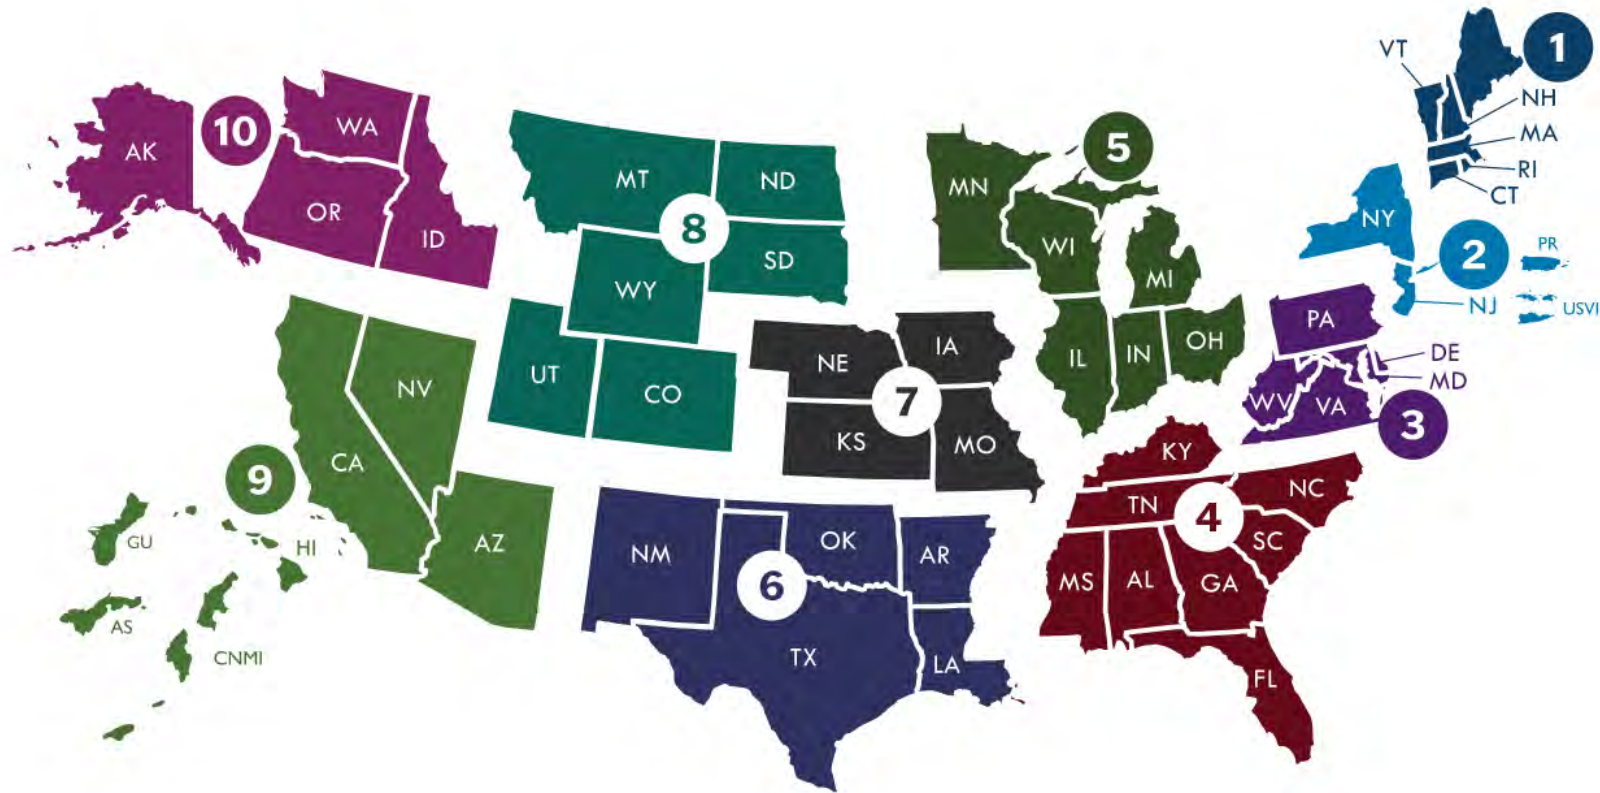 1
VT
NH
MA
RI
CT
10
WA
AK
OR
ID
MT
ND
8
SD
WY
UT
CO
5
MN
WI
MI
IL
IN
OH
NY
2
PR
NJ
USVI
PA
DE
MD
WV
VA
3
NE
IA
7
KS
MO
NV
CA
9
AZ
GU
HI
AS
CNMI
NM
OK
AR
6
TX
LA
KY
TN
4
NC
SC
MS
AL
GA
FL